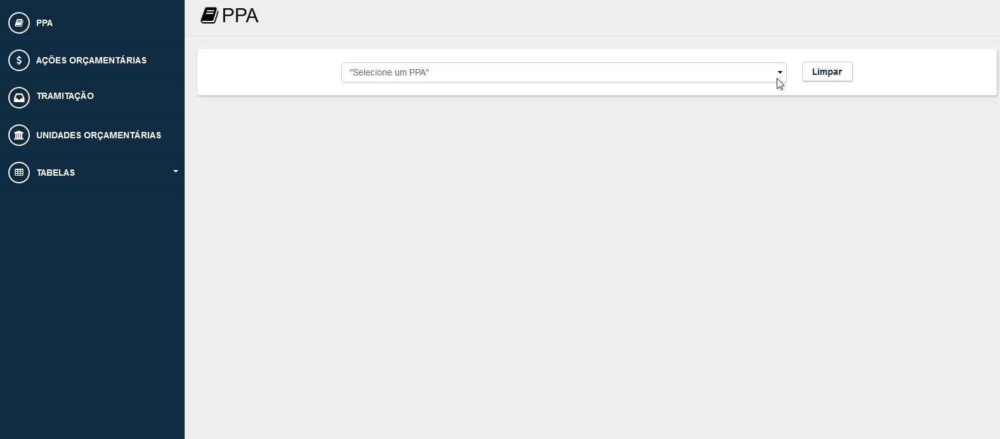 PPA
AÇÕES ORÇAMENTÁRIAS
TRAMITAÇÃO
UNIDADES ORÇAMENTÁRIAS
TABELAS
PPA
"Selecione um PPA"
Limpar